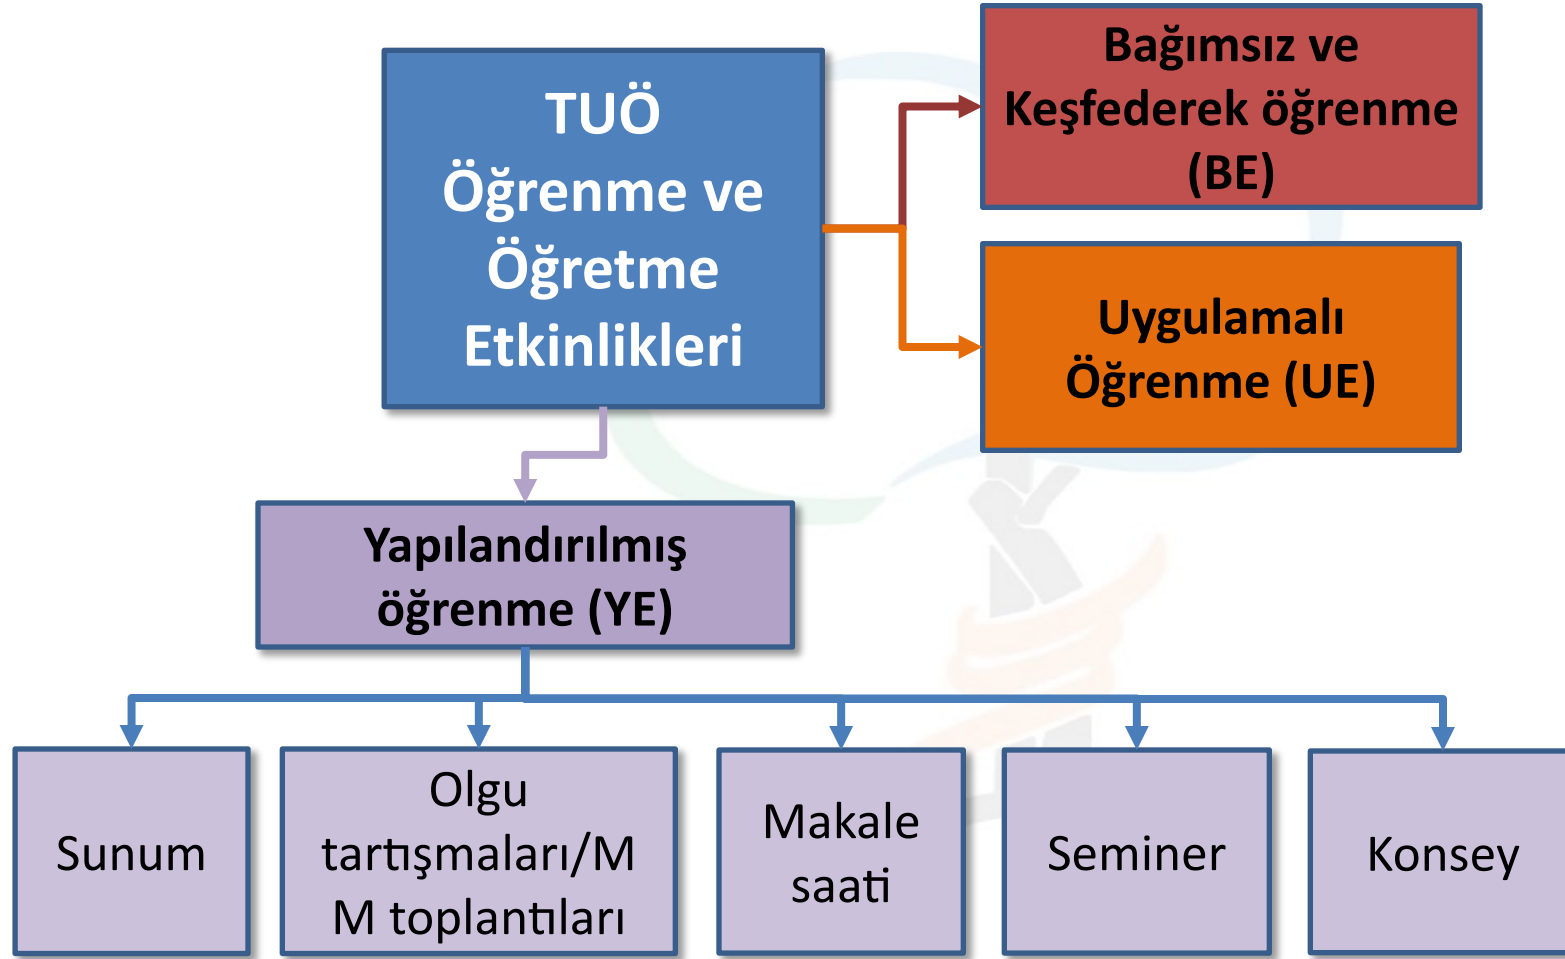 TUÖ
Öğrenme ve
Öğretme
Etkinlikleri
Bağımsız ve
Keşfederek öğrenme
(BE)
Uygulamalı
Öğrenme (UE)
Yapılandırılmış
öğrenme (YE)
Sunum
Olgu
tartışmaları/M
M toplantıları
Makale
saati
Seminer
Konsey